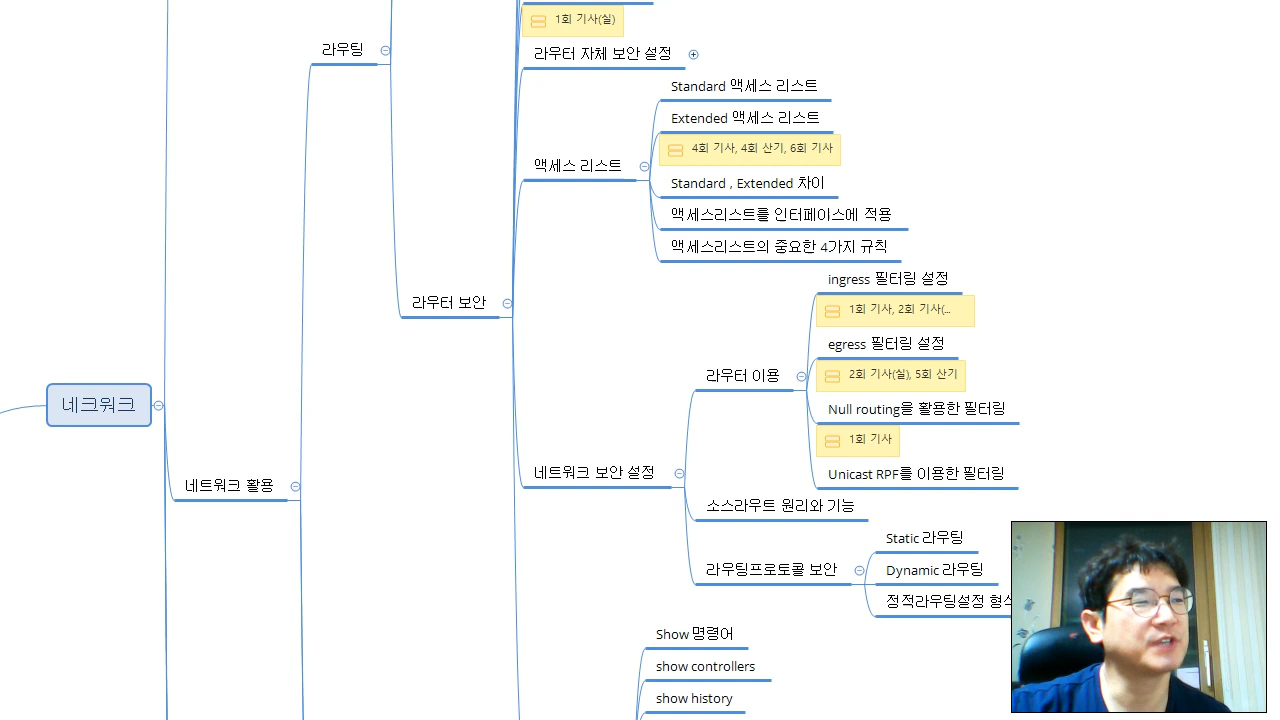 1회 기사(실)
라우팅
라우터 자체 보안 설정
Standard 액세스 리스트
Extended 액세스 리스트
4회 기사, 4회 산기, 6회 기사
액세스 리스트
Standard , Extended 차이
액세스리스트를 인터페이스에 적용
액세스리스트의 중요한 4가지 규칙
ingress 필터링 설정
라우터 보안
1회 기사, 2회 기사(...
egress 필터링 설정
라우터 이용
2회 기사(실), 5회 산기
네크워크
Null routing을 활용한 필터링
1회 기사
네트워크 보안 설정
Unicast RPF를 이용한 필터링
네트워크 활용
소스라우트 원리와 기능
Static 라우팅
라우팅프로토콜 보안
Dynamic 라우팅
정적라우팅설정 형식
Show 명령어
show controllers
show history